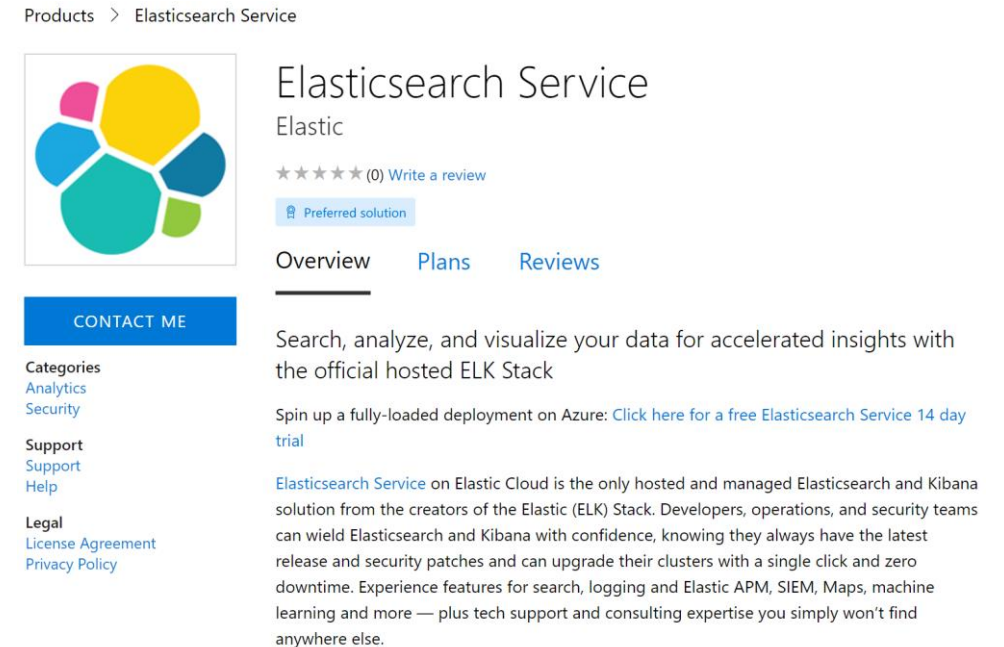 Products > Elasticsearch Service
Elasticsearch Service
Elastic
(0) Write a review
Preferred solution
Overview Plans Reviews
CONTACT ME
Categories
Analytics
Security
Support
Support
Help
Legal
License Agreement
Privacy Policy
Search, analyze, and visualize your data for accelerated insights with
the official hosted ELK Stack
Spin up a fully-loaded deployment on Azure: Click here for a free Elasticsearch Service 14 day
trial
Elasticsearch Service on Elastic Cloud is the only hosted and managed Elasticsearch and Kibana
solution from the creators of the Elastic (ELK) Stack. Developers, operations, and security teams
can wield Elasticsearch and Kibana with confidence, knowing they always have the latest
release and security patches and can upgrade their clusters with a single click and zero
downtime. Experience features for search, logging and Elastic APM, SIEM, Maps, machine
learning and more — plus tech support and consulting expertise you simply won’t find
anywhere else.